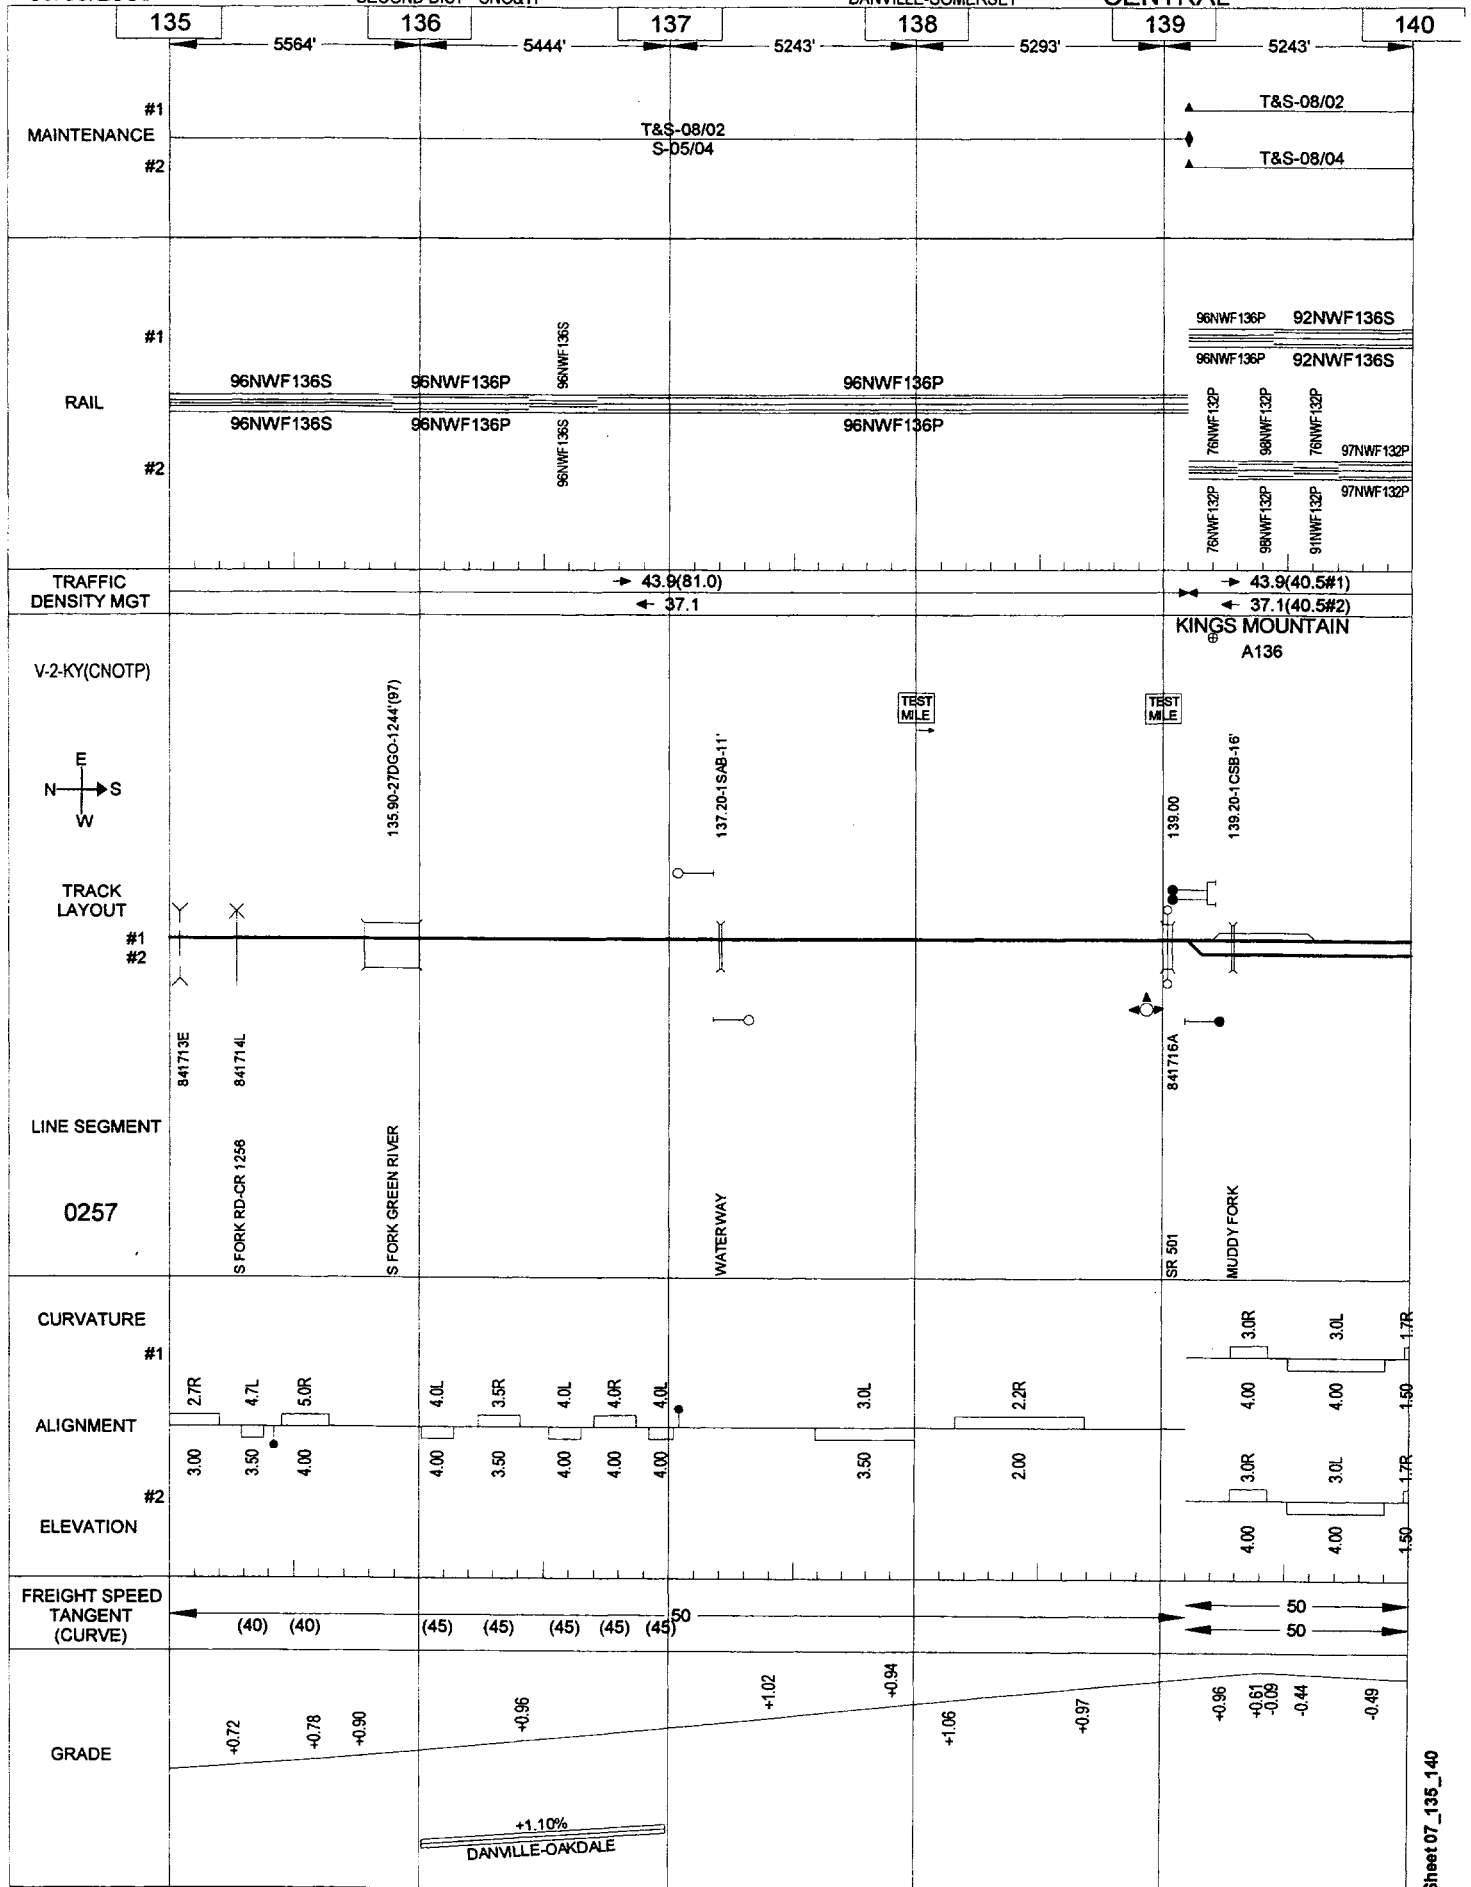 CENTRAL
135 136 137 138 139 140
5564' 5444' 5243' 5293' 5243'
MAINTENANCE
#1
#2
T&S-08/02
S-05/04
T&S-08/02
T&S-08/04
RAIL
#1
#2
96NWF136S 96NWF136P 96NWF136S 96NWF136P
96NWF136S 96NWF136P 96NWF136S 96NWF136P
96NWF136P 92NWF136S
96NWF136P 92NWF136S
76NWF132P 98NWF132P 76NWF132P 97NWF132P
76NWF132P 98NWF132P 91NWF132P 97NWF132P
TRAFFIC
DENSITY MGT
43.9(81.0)
37.1
43.9(40.5#1)
37.1(40.5#2)
KINGS MOUNTAIN
A136
V-2-KY(CNOTP)
TEST
MILE
TEST
MILE
E
N S
W
135.90-27DGO-1244'(97)
137.20-1SAB-11'
139.00
139.20-1CSB-16'
TRACK
LAYOUT
#1
#2
841713E
841714L
841716A
LINE SEGMENT
0257
S FORK RD-CR 1256
S FORK GREEN RIVER
WATERWAY
SR 501
MUDDY FORK
CURVATURE
#1
ALIGNMENT
#2
ELEVATION
2.7R 4.7L 5.0R 4.0L 3.5R 4.0L 4.0R 4.0L 3.0L 2.2R
3.00 3.50 4.00 4.00 3.50 4.00 4.00 4.00 3.50 2.00
3.0R 3.0L 1.7R
4.00 4.00 1.50
3.0R 3.0L 1.7R
4.00 4.00 1.50
FREIGHT SPEED
TANGENT
(CURVE)
50
(40) (40) (45) (45) (45) (45) (45)
50
50
GRADE
+0.72 +0.78 +0.90 +0.96 +1.02 +0.94 +1.06 +0.97 +0.96 +0.61 -0.09 -0.44 -0.49
+1.10%
DANVILLE-OAKDALE
Sheet 07_135_140